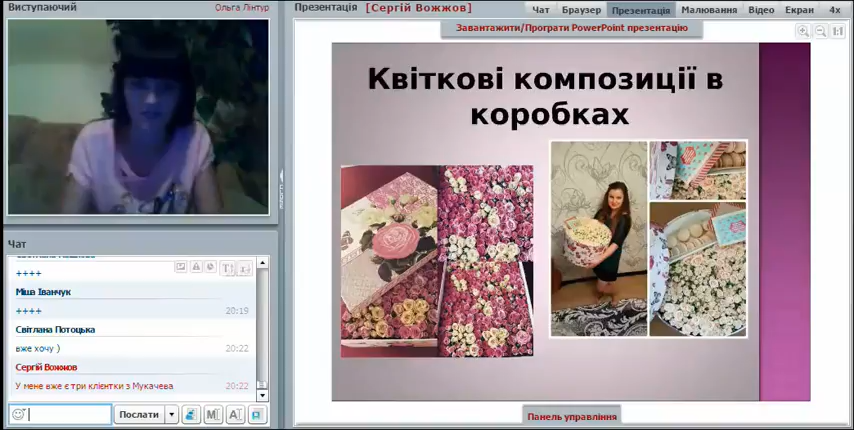 Виступаючий
Ольга Лінтур
Презентація [Сергій Вожжов]
Чат Браузер Презентація Малювання Відео Екран 4x
Завантажити/Програти PowerPoint презентацію
1:1
Квіткові композиції в
коробках
Чат
++++
Міша Іванчук
++++ 20:19
Світлана Потоцька
вже хочу ) 20:22
Сергій Вожжов
У мене вже є три клієнтки з Мукачева 20:22
Послати
Панель управління